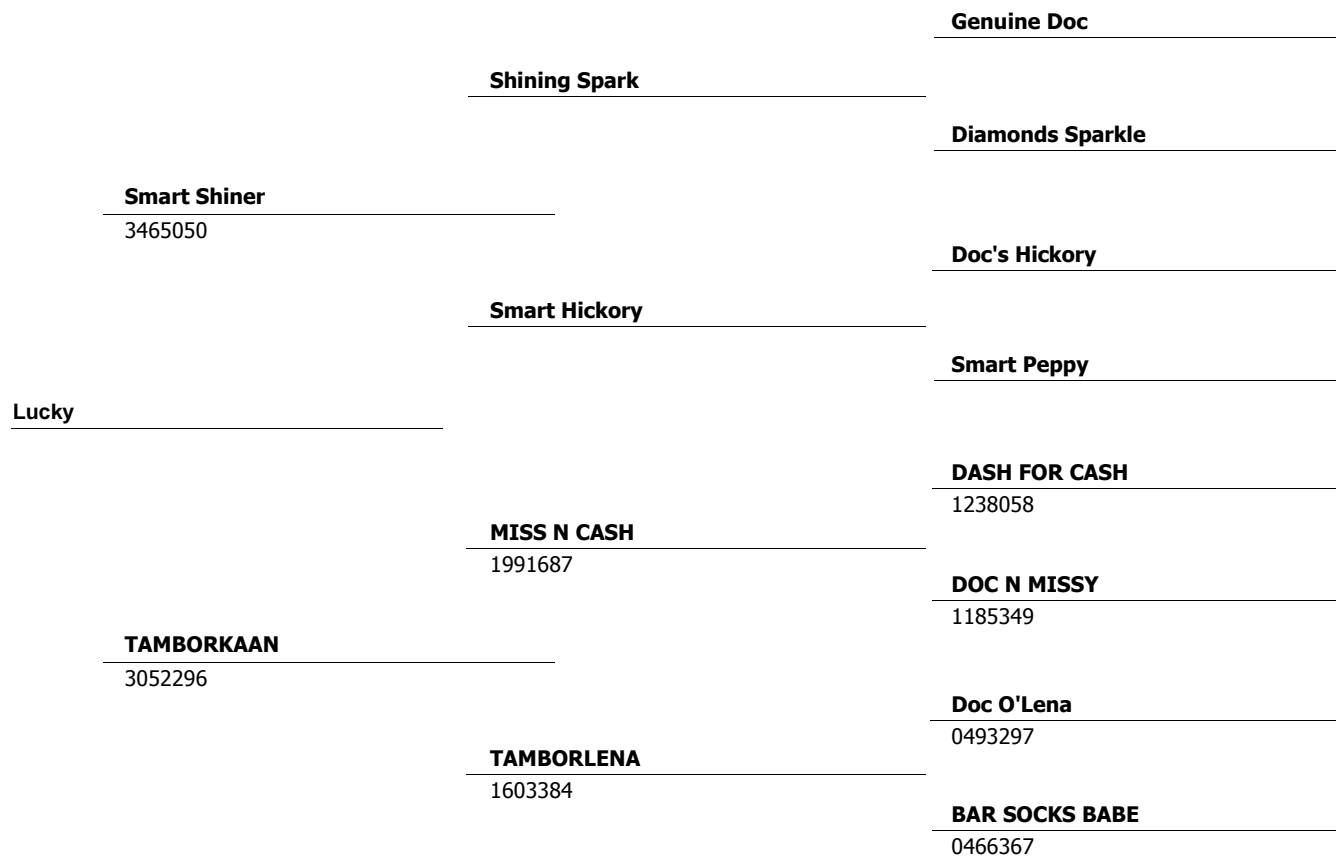 Genuine Doc
Shining Spark
Diamonds Sparkle
Smart Shiner
3465050
Doc's Hickory
Smart Hickory
Smart Peppy
Lucky
DASH FOR CASH
1238058
MISS N CASH
1991687
DOC N MISSY
1185349
TAMBORKAAN
3052296
Doc O'Lena
0493297
TAMBORLENA
1603384
BAR SOCKS BABE
0466367